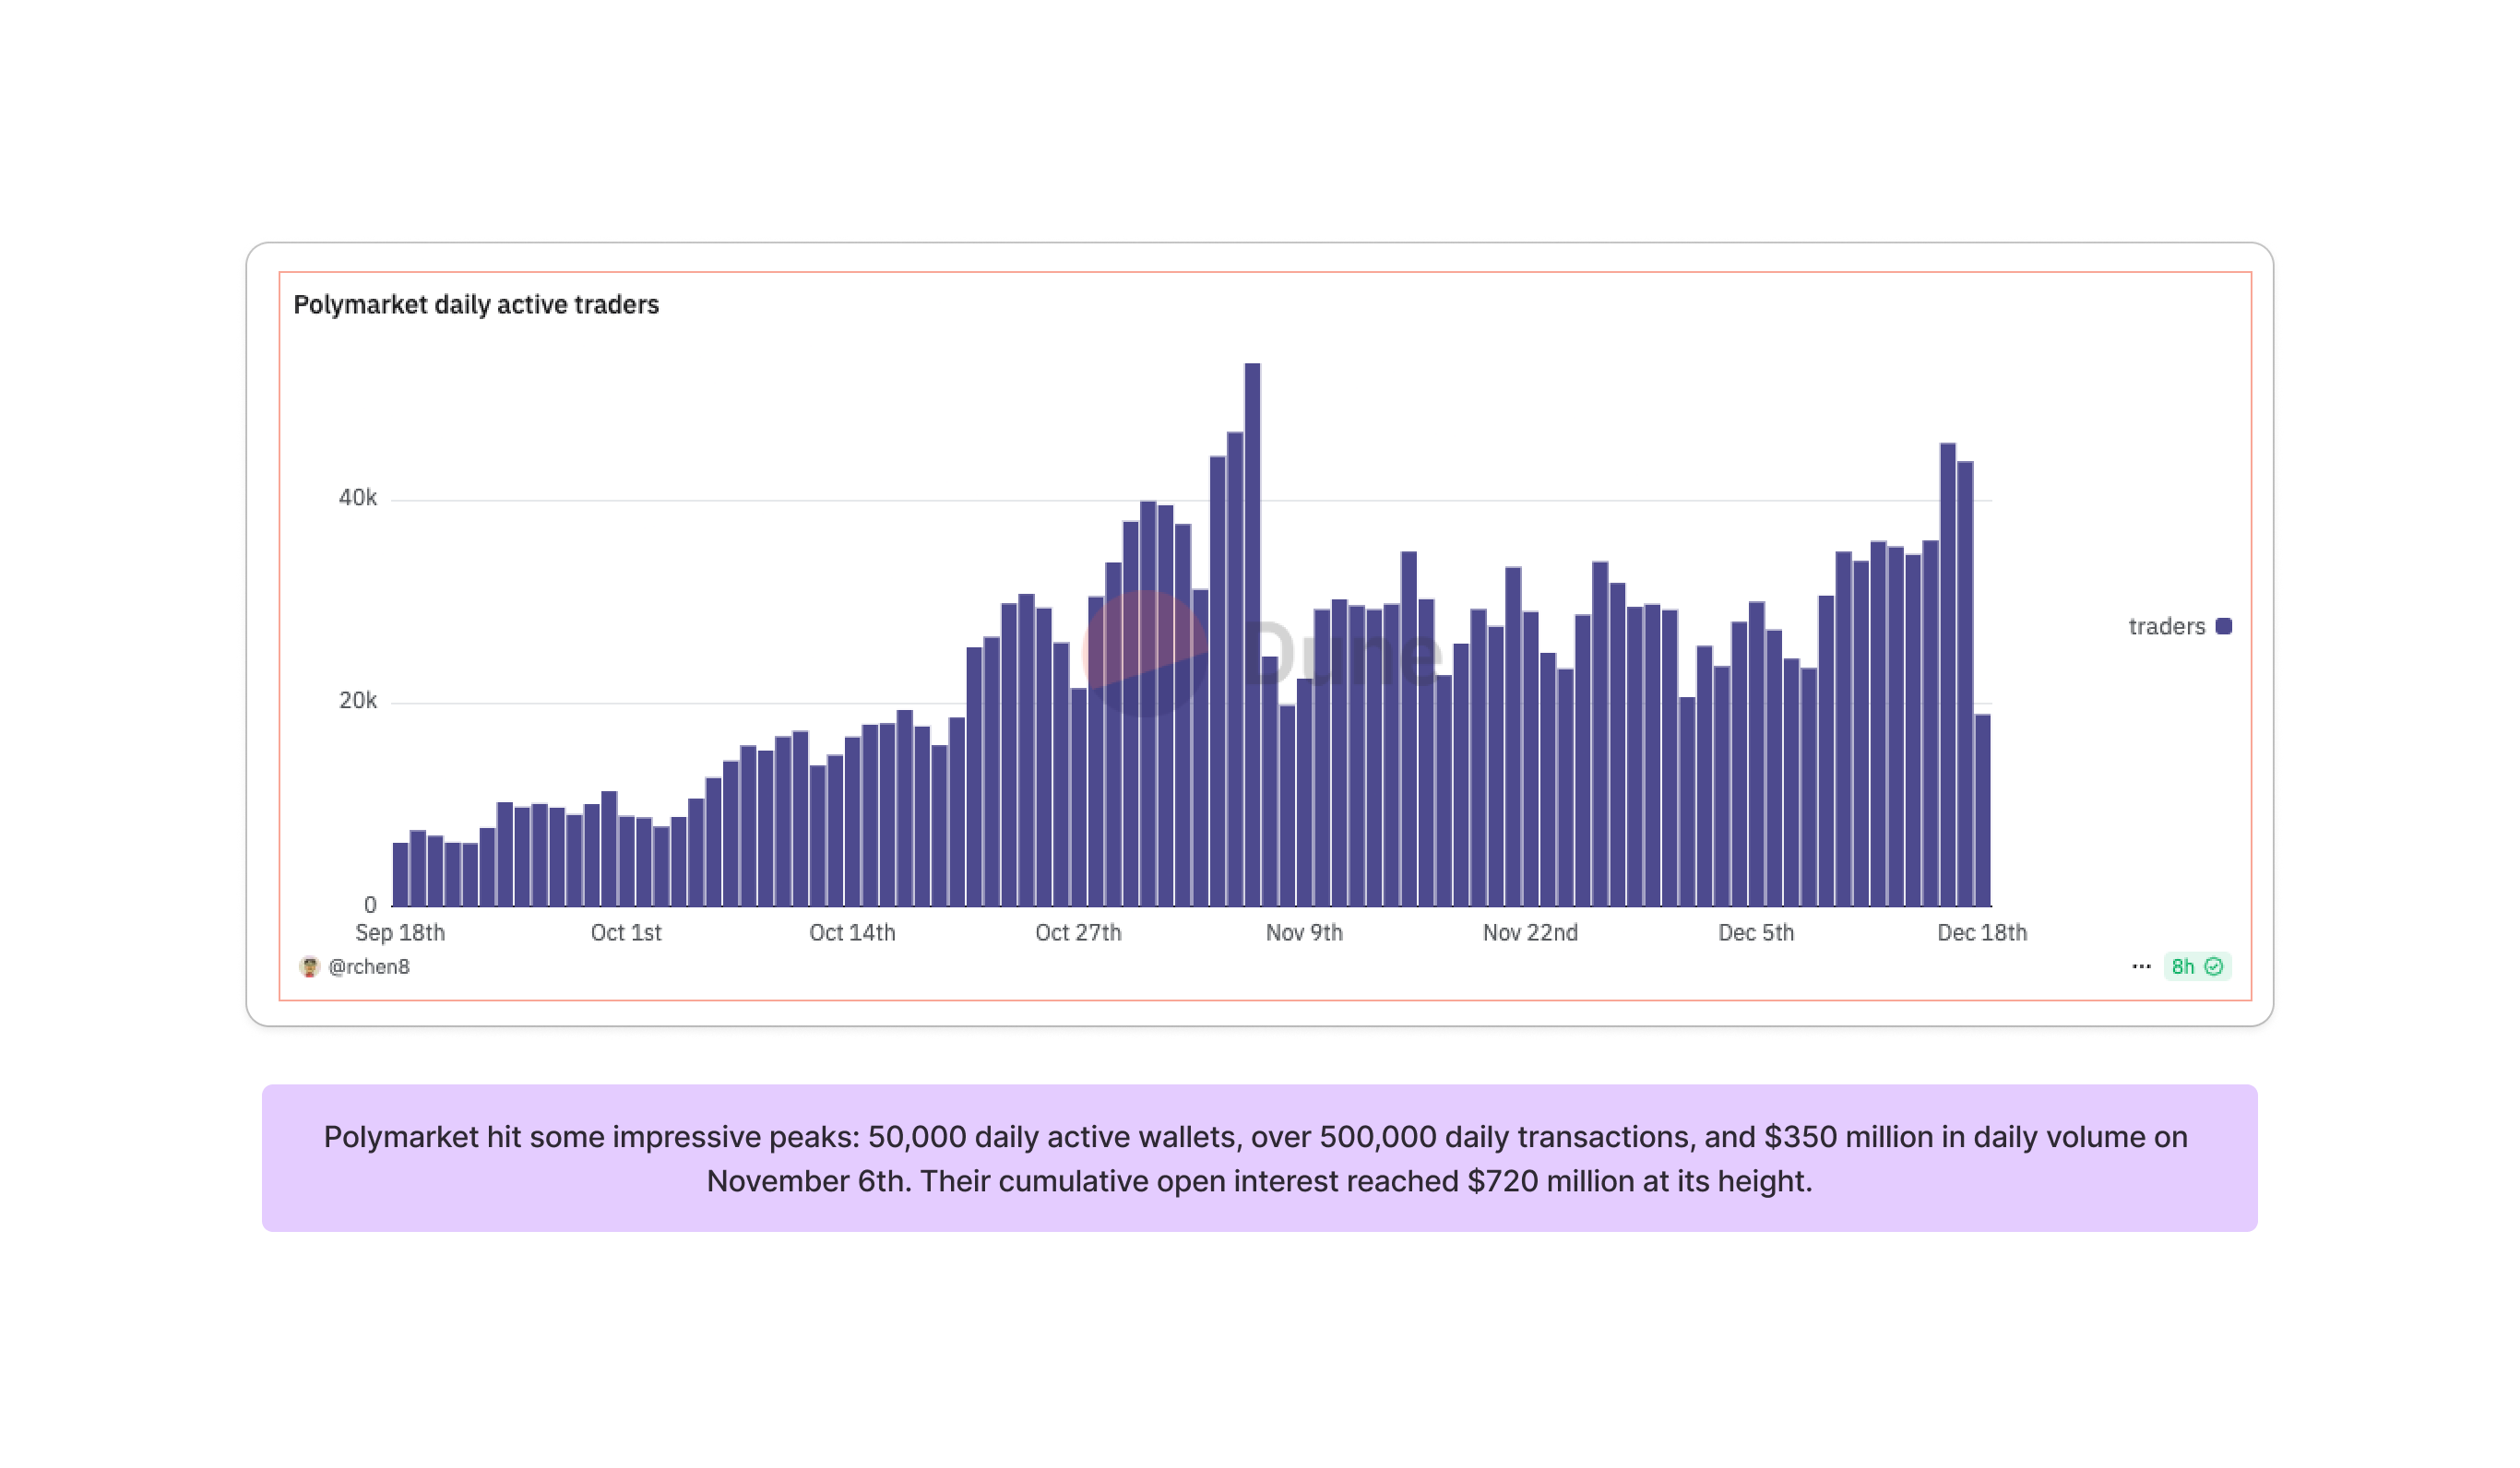 Polymarket daily active traders
40k
20k
0
Dune
traders
Sep 18th Oct 1st Oct 14th Oct 27th Nov 9th Nov 22nd Dec 5th Dec 18th
@rchen8
... 8h
Polymarket hit some impressive peaks: 50,000 daily active wallets, over 500,000 daily transactions, and $350 million in daily volume on
November 6th. Their cumulative open interest reached $720 million at its height.